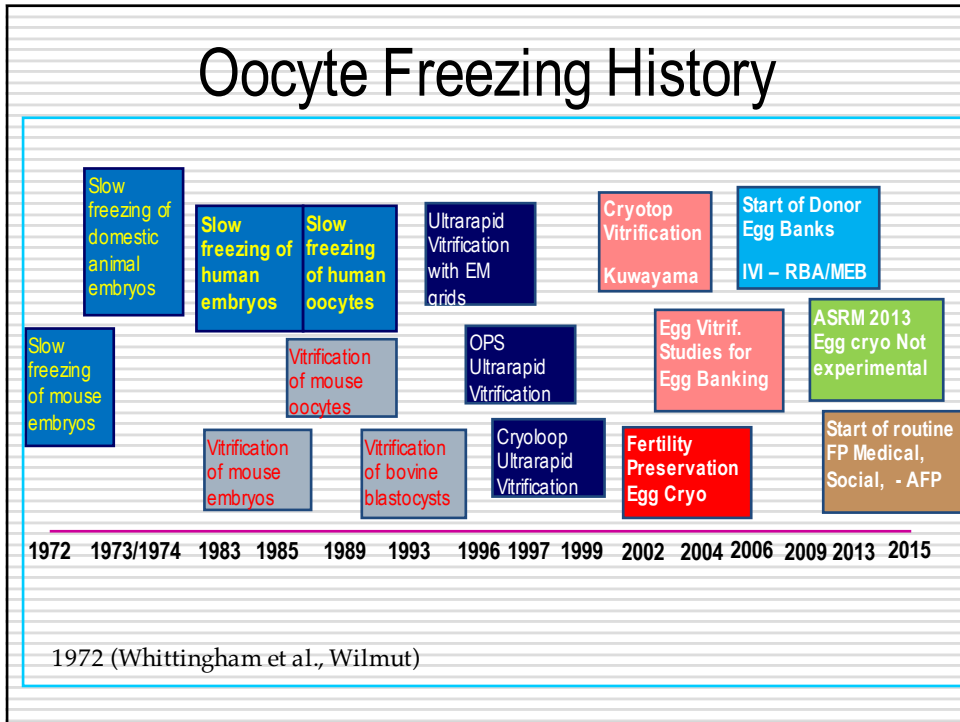 Oocyte Freezing History
Slow
freezing of
domestic
animal
embryos
Slow
freezing of
human
embryos
Slow
freezing
of human
oocytes
Ultrarapid
Vitrification
with EM
grids
Cryotop
Vitrification
Kuwayama
Start of Donor
Egg Banks
IVI – RBA/MEB
Slow
freezing
of mouse
embryos
Vitrification
of mouse
oocytes
OPS
Ultrarapid
Vitrification
Egg Vitrif.
Studies for
Egg Banking
ASRM 2013
Egg cryo Not
experimental
Vitrification
of mouse
embryos
Vitrification
of bovine
blastocysts
Cryoloop
Ultrarapid
Vitrification
Fertility
Preservation
Egg Cryo
Start of routine
FP Medical,
Social, - AFP
1972 1973/1974 1983 1985 1989 1993 1996 1997 1999 2002 2004 2006 2009 2013 2015
1972 (Whittingham et al., Wilmut)